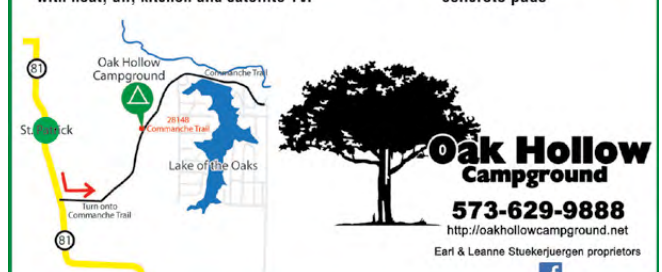 with heat, air, kitchen and satellite TV.
concrete pads
81
Oak Hollow
Campground
Commanche Trail
28148
Commanche Trail
St. Patrick
Lake of the Oaks
Turn onto
Commanche Trail
81
Oak Hollow
Campground
573-629-9888
http://oakhollowcampground.net
Earl & Leanne Stuekerjuergen proprietors
f